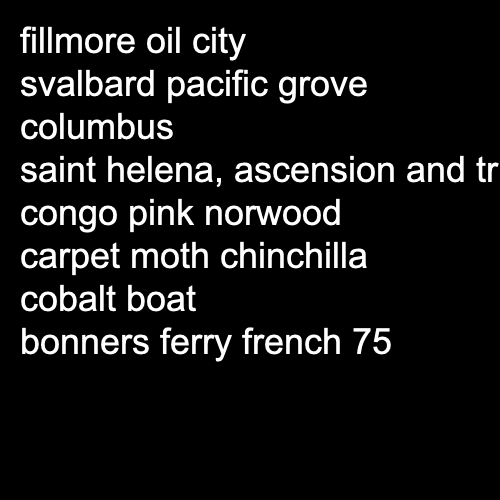 fillmore oil city
svalbard pacific grove
columbus
saint helena, ascension and tr
congo pink norwood
carpet moth chinchilla
cobalt boat
bonners ferry french 75